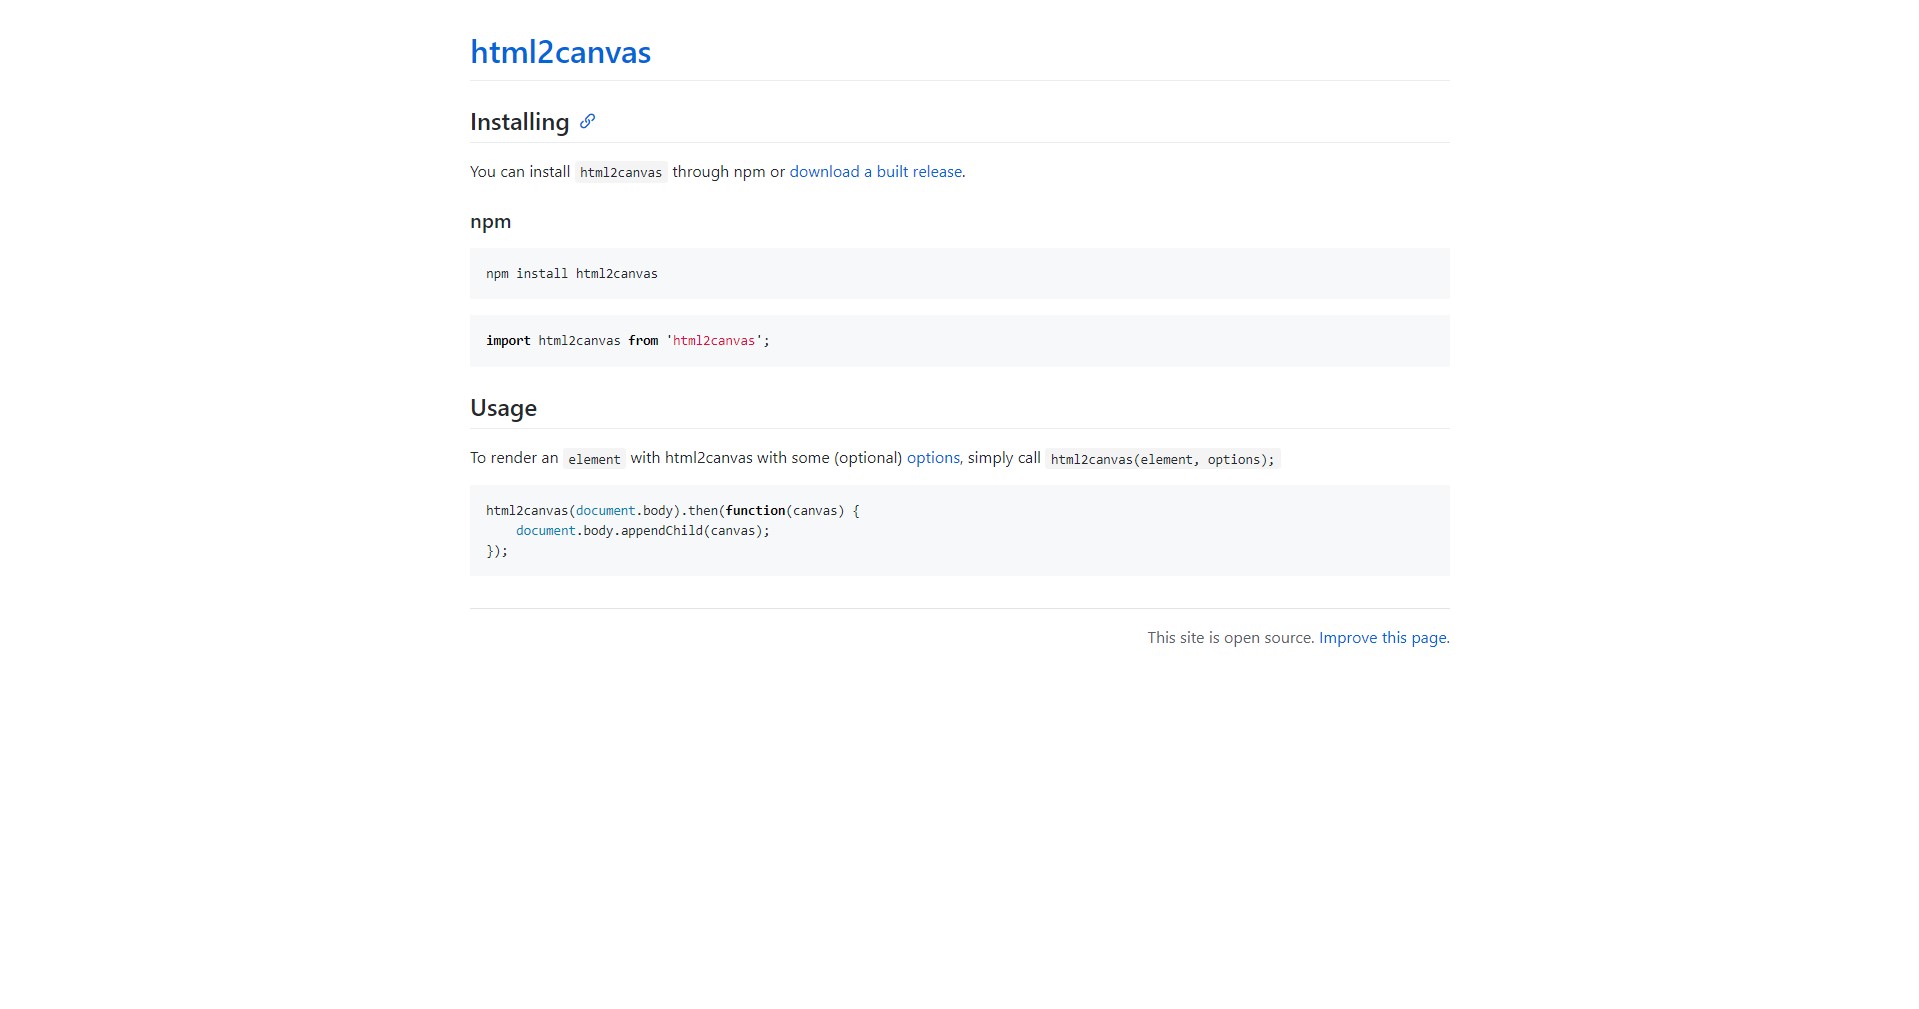 html2canvas
Installing
You can install html2canvas through npm or download a built release.
npm
npm install html2canvas
import html2canvas from 'html2canvas';
Usage
To render an element with html2canvas with some (optional) options, simply call html2canvas(element, options);
html2canvas(document.body).then(function(canvas) {
    document.body.appendChild(canvas);
});
This site is open source. Improve this page.